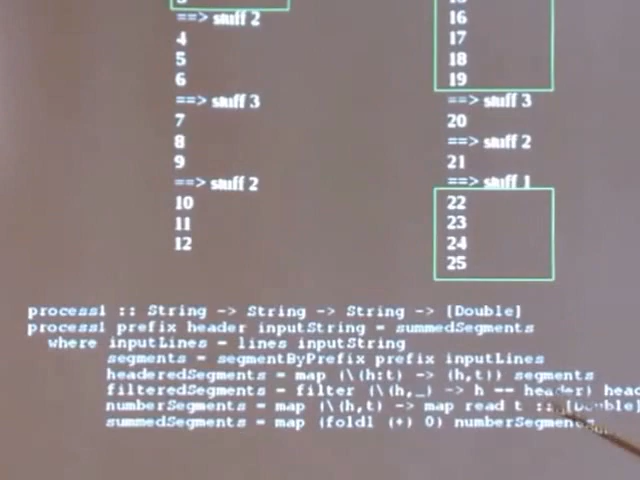 ==> stuff 2
4
5
6
==> stuff 3
7
8
9
==> stuff 2
10
11
12
16
17
18
19
==> stuff 3
20
==> stuff 2
21
==> stuff 1
22
23
24
25
process1 :: String -> String -> String -> [Double]
process1 prefix header inputString = summedSegments
where inputLines = lines inputString
segments = segmentByPrefix prefix inputLines
headeredSegments = map (\(h:t) -> (h,t)) segments
filteredSegments = filter (\(h,_) -> h == header) head
numberSegments = map (\(h,t) -> map read t :: [Double]
summedSegments = map (foldl (+) 0) numberSegments